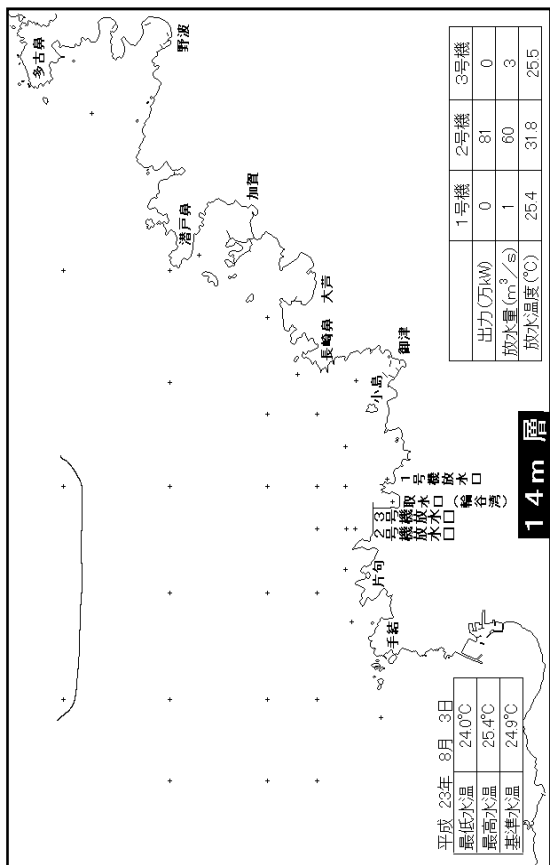 多古鼻
野波
潜戸鼻
加賀
大芦
長崎鼻
御津
小島
1号機放水口
取水口(輪谷湾)
3号機放水口
2号機放水口
片句
手結
14m 層
平成 23年 8月 3日
最低水温 24.0℃
最高水温 25.4℃
基準水温 24.9℃
1号機 2号機 3号機
出力(万kW) 0 81 0
放水量(m³/s) 1 60 3
放水温度(℃) 25.4 31.8 25.5